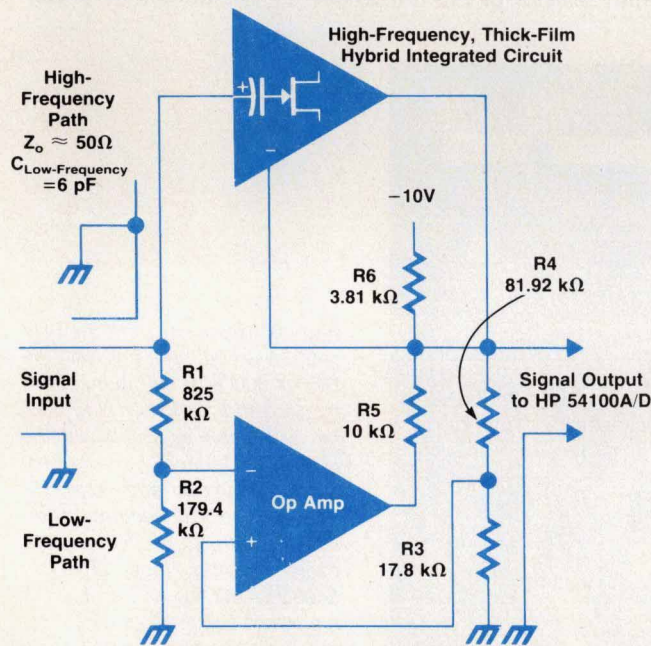 High-Frequency, Thick-Film
Hybrid Integrated Circuit
High-
Frequency
Path
Zo ≈ 50Ω
CLow-Frequency
=6 pF
+
−
−10V
R6
3.81 kΩ
R4
81.92 kΩ
Signal
Input
R1
825
kΩ
R5
10 kΩ
Signal Output
to HP 54100A/D
−
Op Amp
+
R2
179.4
kΩ
Low-
Frequency
Path
R3
17.8 kΩ